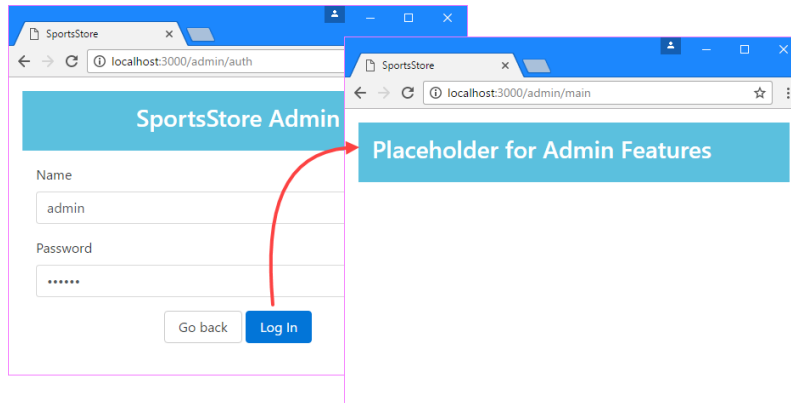 SportsStore
localhost:3000/admin/auth
SportsStore Admin
Name
admin
Password
••••••
Go back
Log In
SportsStore
localhost:3000/admin/main
Placeholder for Admin Features